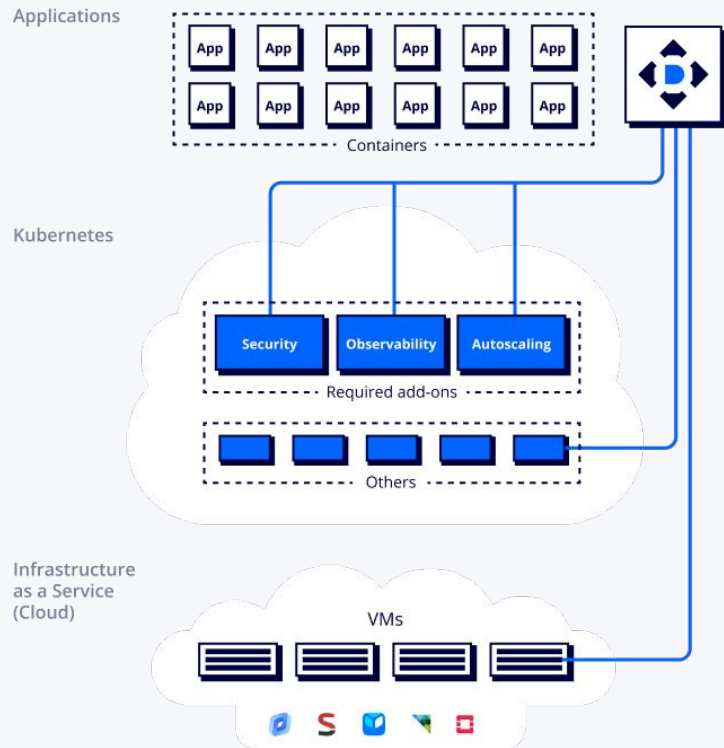 Applications
App App App App App App
App App App App App App
Containers
Kubernetes
Security Observability Autoscaling
Required add-ons
Others
Infrastructure
as a Service
(Cloud)
VMs